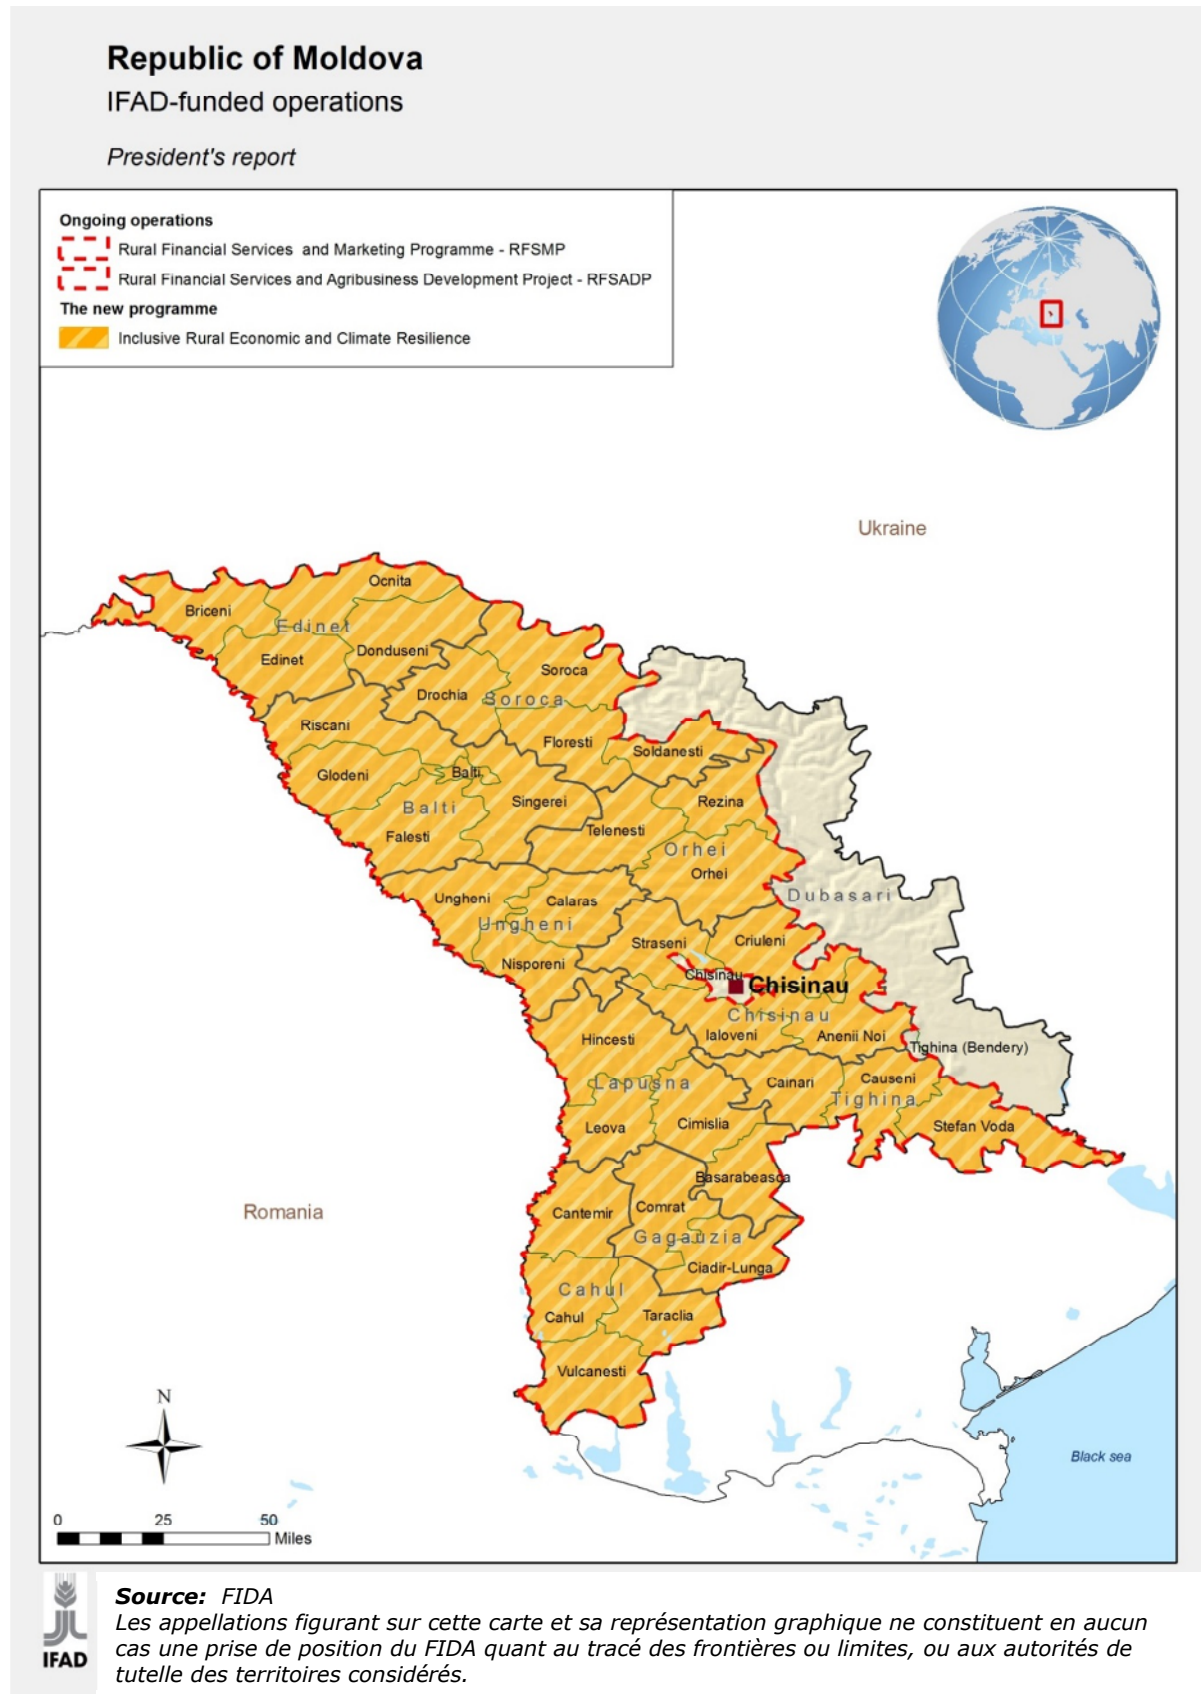 Republic of Moldova
IFAD-funded operations
President's report
Ongoing operations
Rural Financial Services and Marketing Programme - RFSMP
Rural Financial Services and Agribusiness Development Project - RFSADP
The new programme
Inclusive Rural Economic and Climate Resilience
Ukraine
Ocnita
Briceni
Edinet
Donduseni
Edinet
Soroca
Drochia
Soroca
Riscani
Floresti
Soldanesti
Glodeni
Balti
Singerei
Rezina
Balti
Telenesti
Falesti
Orhei
Orhei
Dubasari
Ungheni
Calaras
Ungheni
Straseni
Criuleni
Nisporeni
Chisinau
Chisinau
Chisinau
Hincesti
Ialoveni
Anenii Noi
Tighina (Bendery)
Lapusna
Cainari
Causeni
Tighina
Leova
Cimislia
Stefan Voda
Basarabeasca
Romania
Cantemir
Comrat
Gagauzia
Ciadir-Lunga
Cahul
Cahul
Taraclia
Vulcanesti
N
Black sea
0 25 50
Miles
IFAD
Source: FIDA
Les appellations figurant sur cette carte et sa représentation graphique ne constituent en aucun
cas une prise de position du FIDA quant au tracé des frontières ou limites, ou aux autorités de
tutelle des territoires considérés.